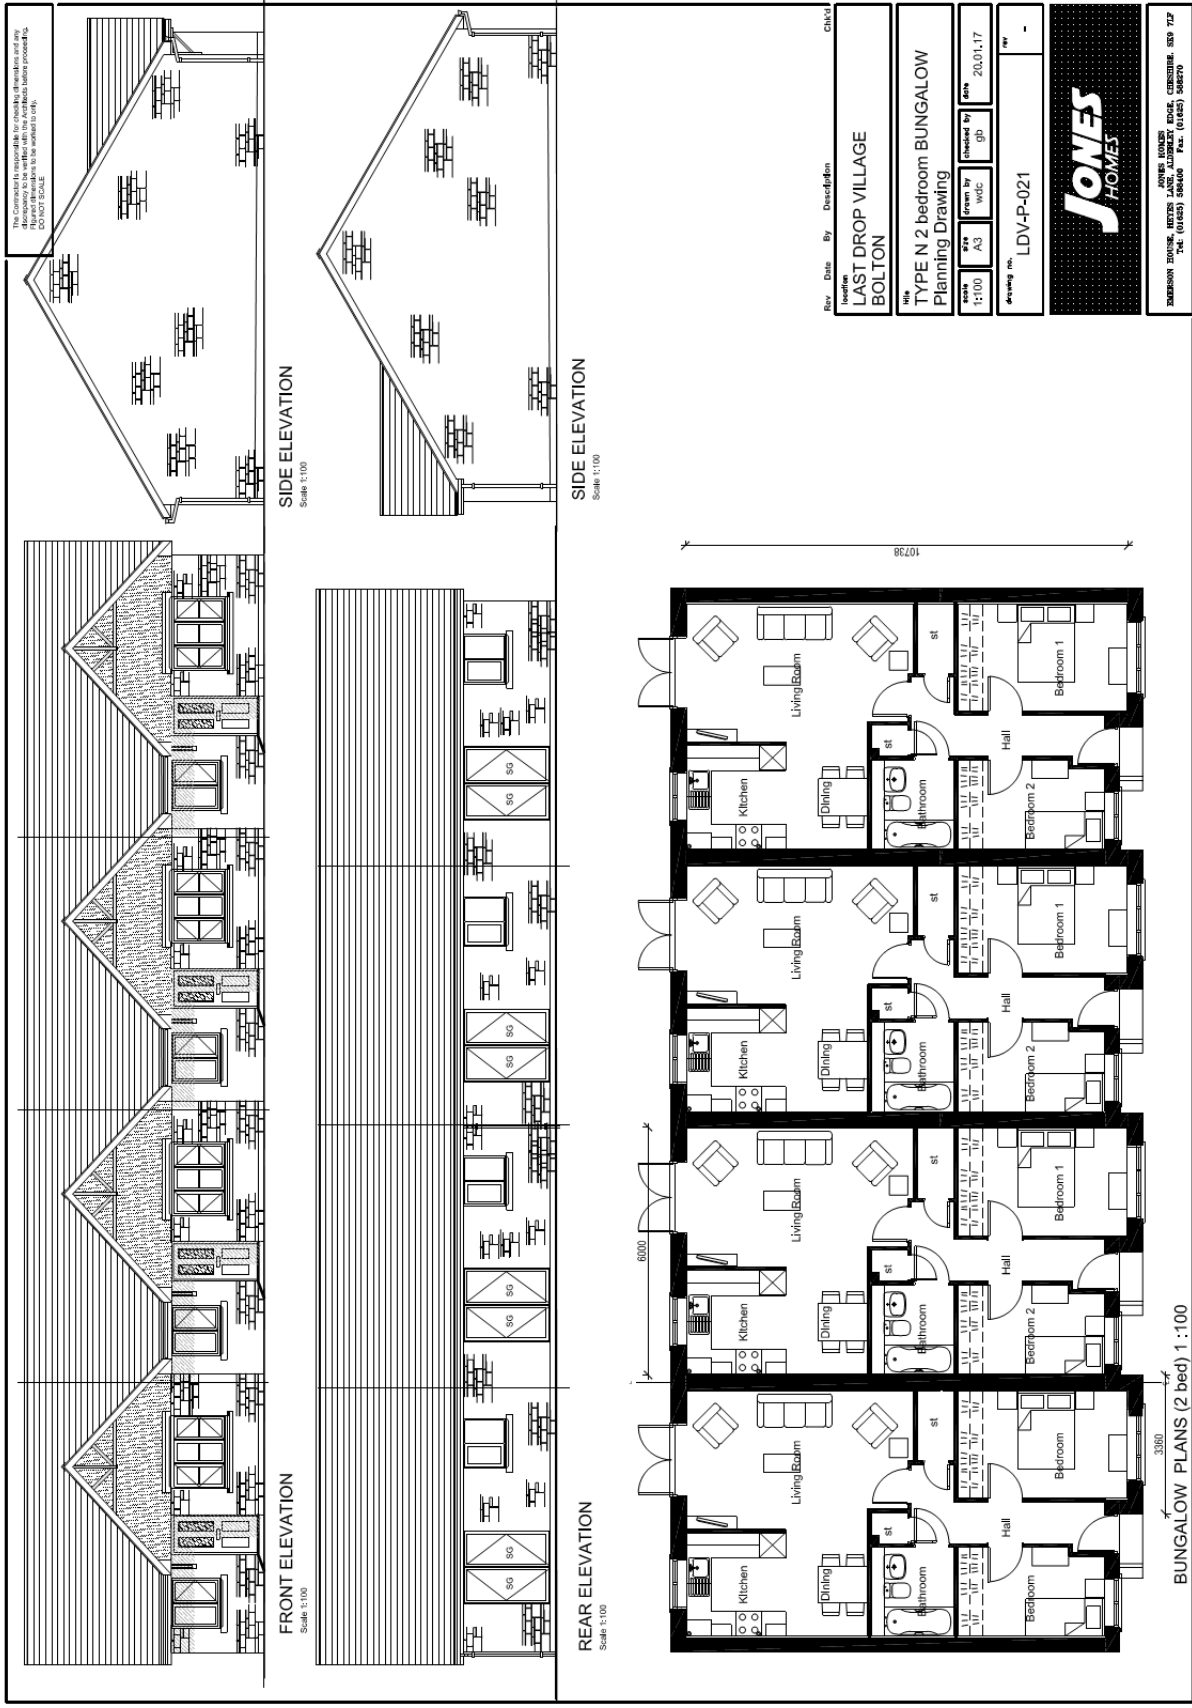 The Contractor is responsible for checking dimensions and any
discrepancy to be verified with the Architects before proceeding.
Figured dimensions to be worked to only.
DO NOT SCALE
FRONT ELEVATION
Scale 1:100
SIDE ELEVATION
Scale 1:100
REAR ELEVATION
Scale 1:100
SG
SG
SG
SG
SG
SG
SG
SG
SIDE ELEVATION
Scale 1:100
6000
10738
3360
Kitchen
Living Room
Dining
st
st
Bathroom
Hall
Bedroom
Bedroom
Kitchen
Living Room
Dining
st
st
Bathroom
Hall
Bedroom 2
Bedroom 1
Kitchen
Living Room
Dining
st
st
Bathroom
Hall
Bedroom 2
Bedroom 1
Kitchen
Living Room
Dining
st
st
Bathroom
Hall
Bedroom 2
Bedroom 1
BUNGALOW PLANS (2 bed) 1 :100
Rev Date By Description Chk'd
location
LAST DROP VILLAGE
BOLTON
title
TYPE N 2 bedroom BUNGALOW
Planning Drawing
scale size drawn by checked by date
1:100 A3 wdc gb 20.01.17
drawing no. rev
LDV-P-021 -
JONES
HOMES
JONES HOMES
EMERSON HOUSE, HEYES LANE, ALDERLEY EDGE, CHESHIRE. SK9 7LF
Tel: (01625) 588400 Fax. (01625) 588270